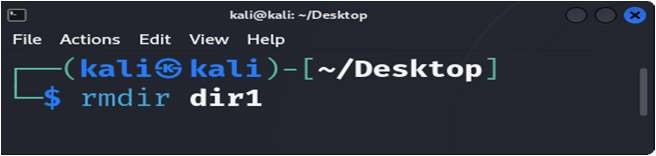 kali@kali: ~/Desktop
File Actions Edit View Help
┌──(kali㉿kali)-[~/Desktop]
└─$ rmdir dir1